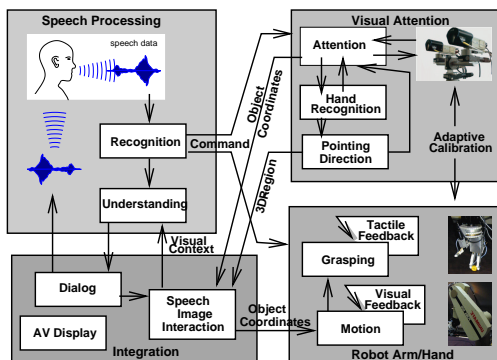 Speech Processing
speech data
Recognition
Understanding
Command
Visual
Context
Object
Coordinates
3DRegion
Visual Attention
Attention
Hand
Recognition
Pointing
Direction
Adaptive
Calibration
Dialog
AV Display
Speech
Image
Interaction
Integration
Object
Coordinates
Tactile
Feedback
Grasping
Visual
Feedback
Motion
Robot Arm/Hand